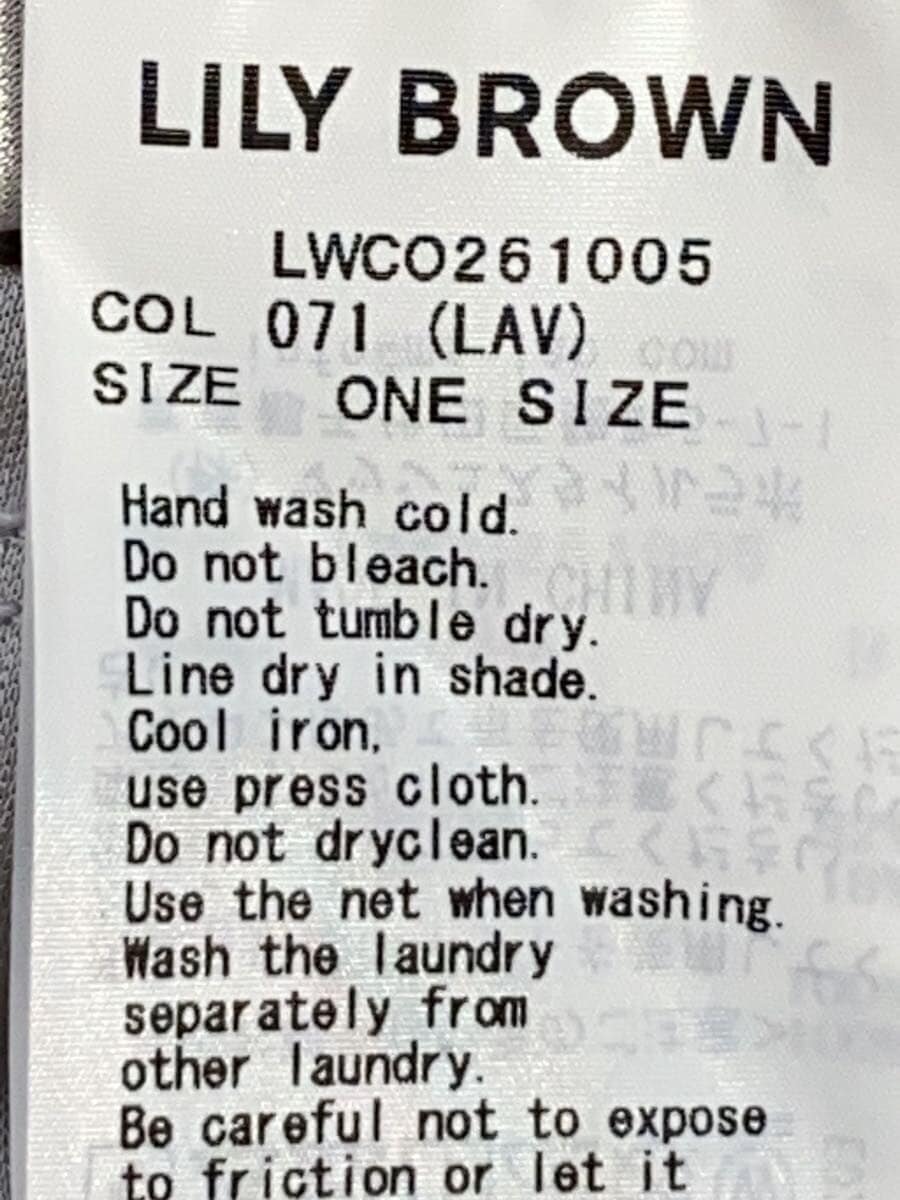 LILY BROWN
LWCO261005
COL 071 (LAV)
SIZE ONE SIZE
Hand wash cold.
Do not bleach.
Do not tumble dry.
Line dry in shade.
Cool iron,
use press cloth.
Do not dryclean.
Use the net when washing.
Wash the laundry
separately from
other laundry.
Be careful not to expose
to friction or let it